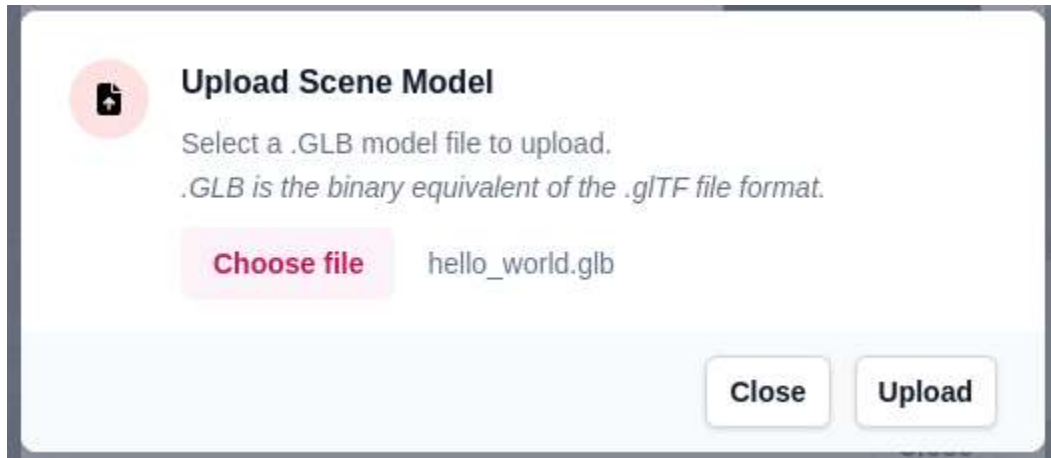 Upload Scene Model
Select a .GLB model file to upload.
.GLB is the binary equivalent of the .glTF file format.
Choose file hello_world.glb
Close Upload